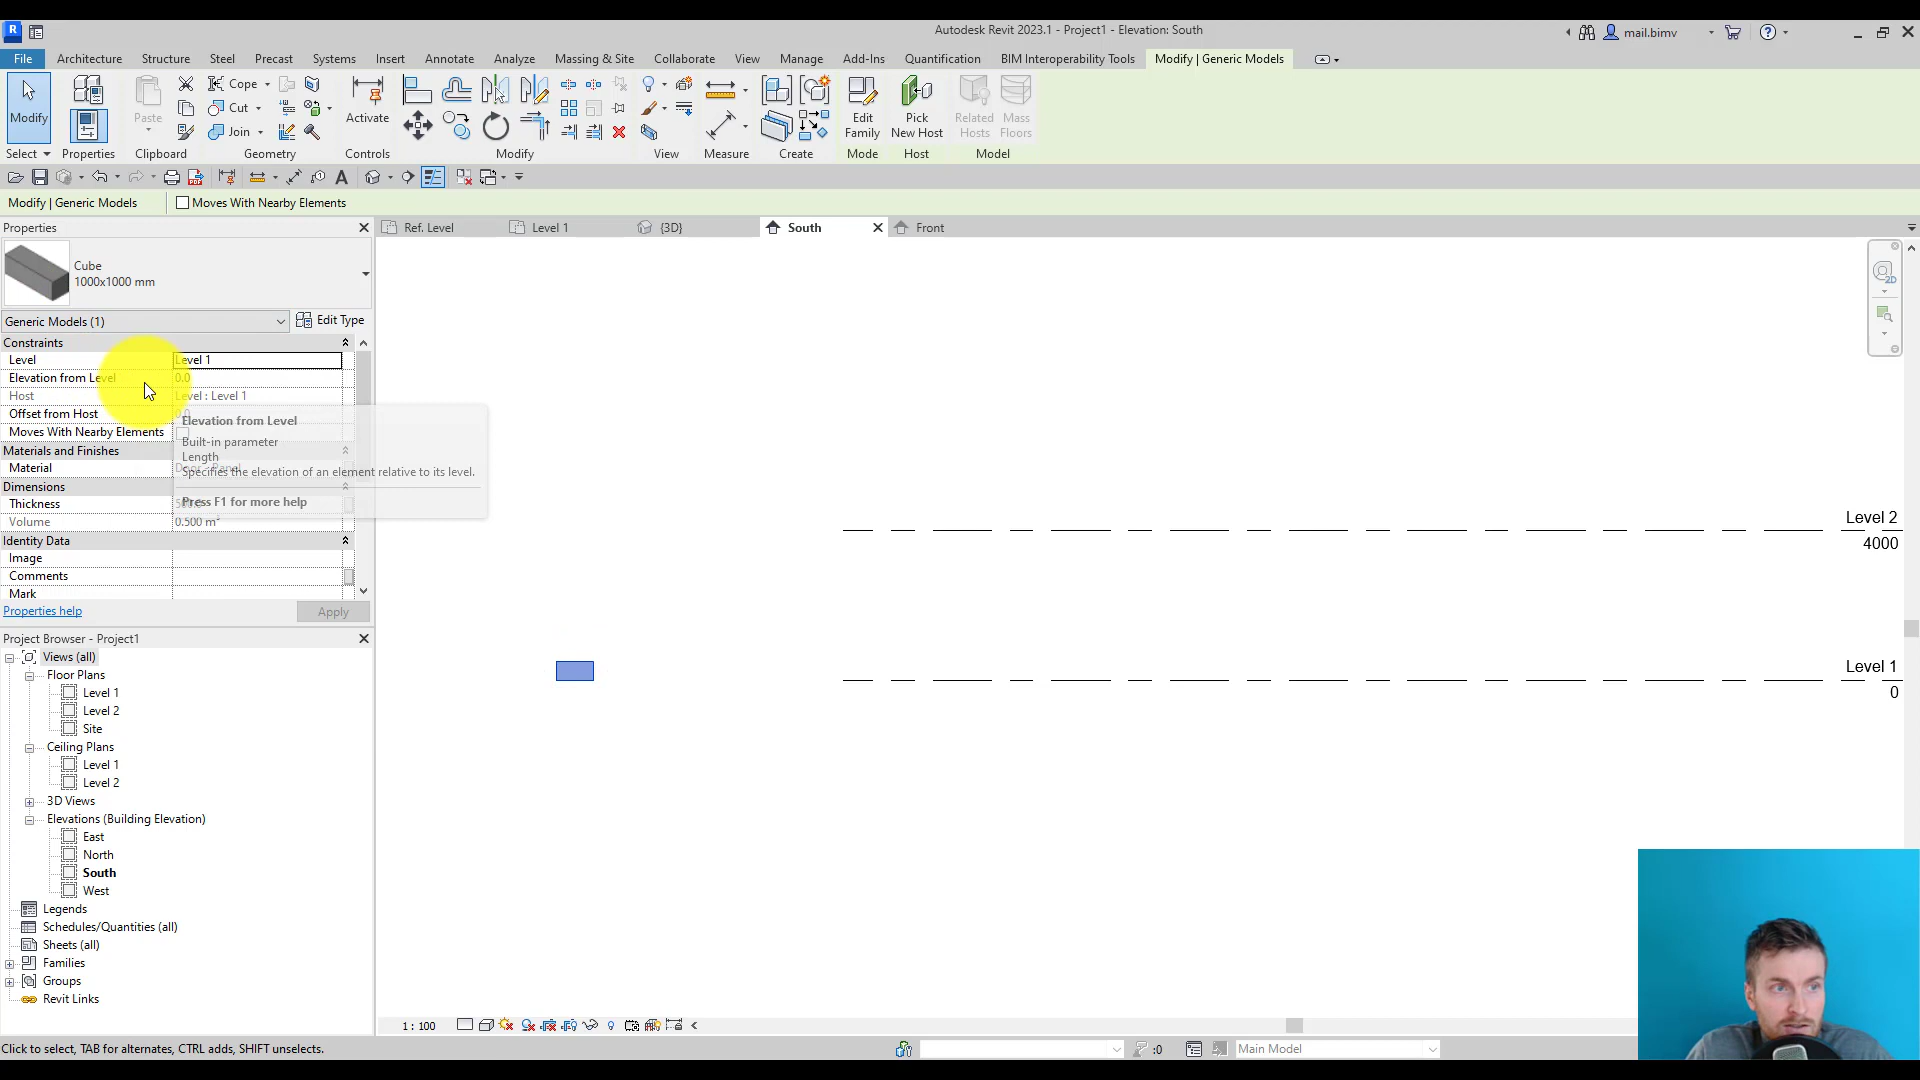 Autodesk Revit 2023.1 - Project1 - Elevation: South
mail.bimv
File Architecture Structure Steel Precast Systems Insert Annotate Analyze Massing & Site Collaborate View Manage Add-Ins Quantification BIM Interoperability Tools Modify | Generic Models
Modify
Paste
Cope
Cut
Join
Activate
Edit Family
Pick New Host
Related Hosts
Mass Floors
Select Properties Clipboard Geometry Controls Modify View Measure Create Mode Host Model
Modify | Generic Models Moves With Nearby Elements
Properties
Ref. Level Level 1 {3D} South Front
Cube
1000x1000 mm
Generic Models (1) Edit Type
Constraints
Level Level 1
Elevation from Level 0.0
Host Level : Level 1
Offset from Host
Moves With Nearby Elements
Materials and Finishes
Material
Dimensions
Thickness
Volume 0.500 m³
Identity Data
Image
Comments
Mark
Elevation from Level
Built-in parameter
Length
Specifies the elevation of an element relative to its level.
Press F1 for more help
Properties help Apply
Level 2
4000
Level 1
0
Project Browser - Project1
Views (all)
Floor Plans
Level 1
Level 2
Site
Ceiling Plans
Level 1
Level 2
3D Views
Elevations (Building Elevation)
East
North
South
West
Legends
Schedules/Quantities (all)
Sheets (all)
Families
Groups
Revit Links
1 : 100
Click to select, TAB for alternates, CTRL adds, SHIFT unselects.
:0
Main Model